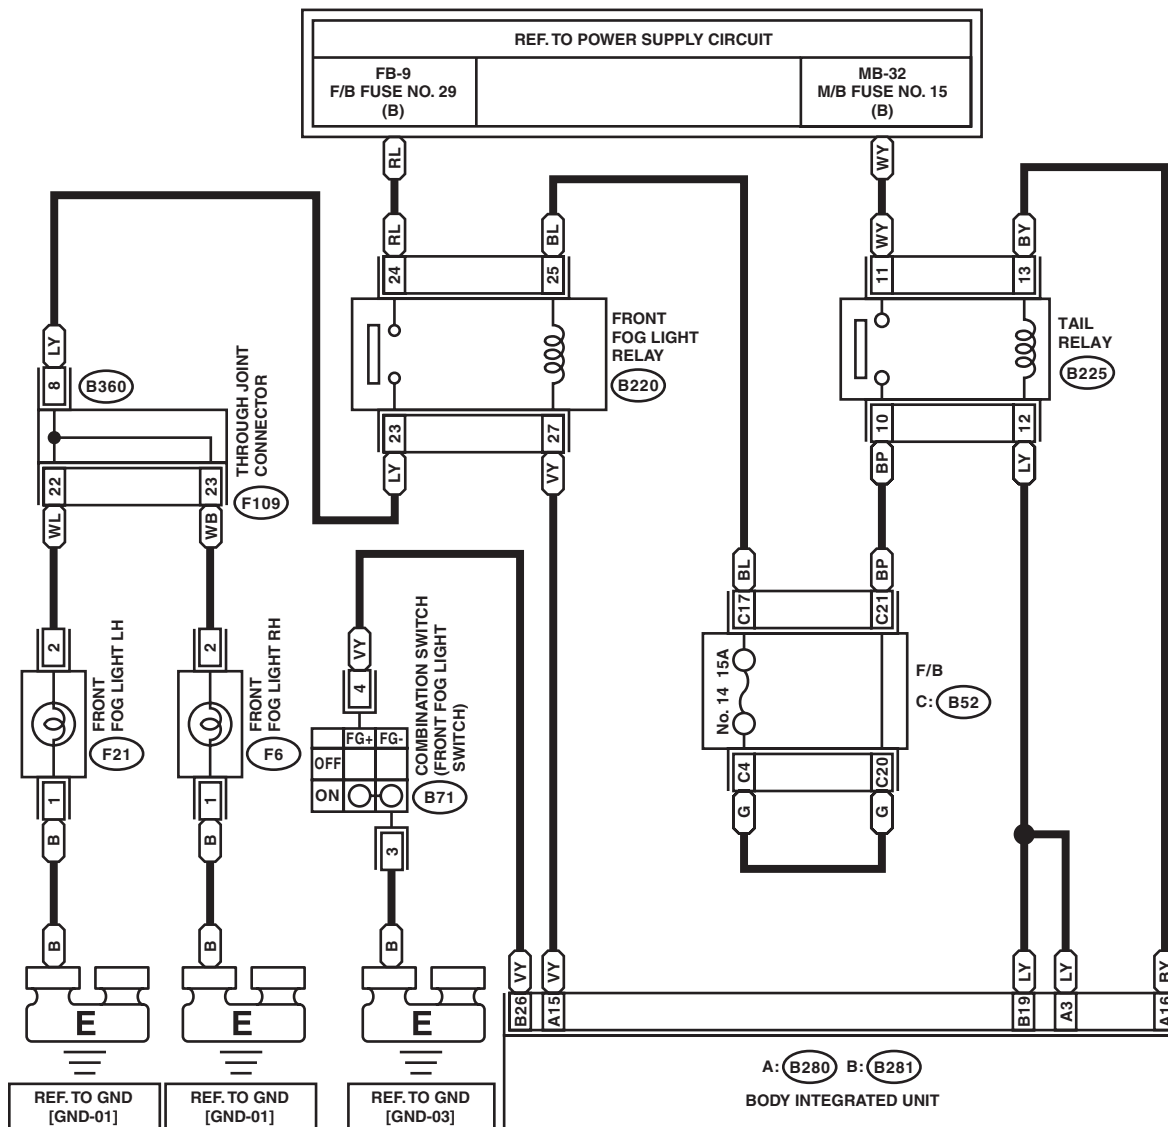 REF. TO POWER SUPPLY CIRCUIT
FB-9
F/B FUSE NO. 29
(B)
MB-32
M/B FUSE NO. 15
(B)
RL
WY
RL
BL
WY
BY
24
25
11
13
FRONT
FOG LIGHT
RELAY
B220
TAIL
RELAY
B225
LY
8
B360
THROUGH JOINT
CONNECTOR
F109
23
27
10
12
LY
VY
BP
LY
22
23
WL
WB
BL
BP
C17
C21
2
2
VY
4
COMBINATION SWITCH
(FRONT FOG LIGHT
SWITCH)
B71
FRONT
FOG LIGHT LH
F21
FRONT
FOG LIGHT RH
F6
FG+
FG-
OFF
ON
No. 14 15A
F/B
C: B52
C4
C20
G
G
1
1
3
B
B
B
B
B
VY
VY
LY
LY
BY
B26
A15
B19
A3
A16
E
E
E
REF. TO GND
[GND-01]
REF. TO GND
[GND-01]
REF. TO GND
[GND-03]
A: B280 B: B281
BODY INTEGRATED UNIT